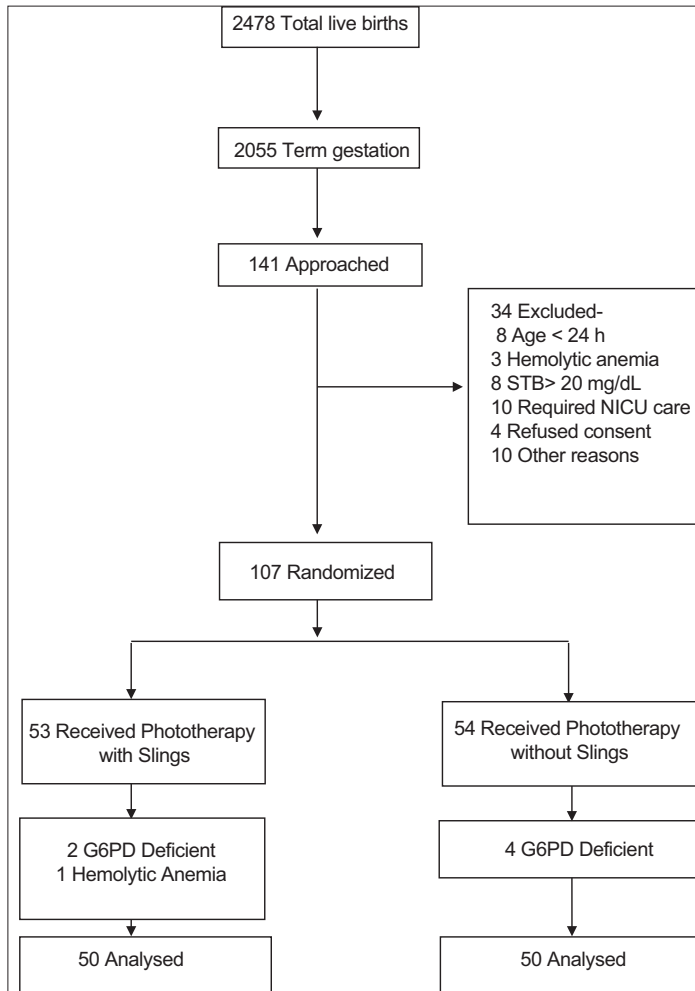 2478 Total live births
2055 Term gestation
141 Approached
34 Excluded-
8 Age < 24 h
3 Hemolytic anemia
8 STB> 20 mg/dL
10 Required NICU care
4 Refused consent
10 Other reasons
107 Randomized
53 Received Phototherapy
with Slings
54 Received Phototherapy
without Slings
2 G6PD Deficient
1 Hemolytic Anemia
4 G6PD Deficient
50 Analysed
50 Analysed